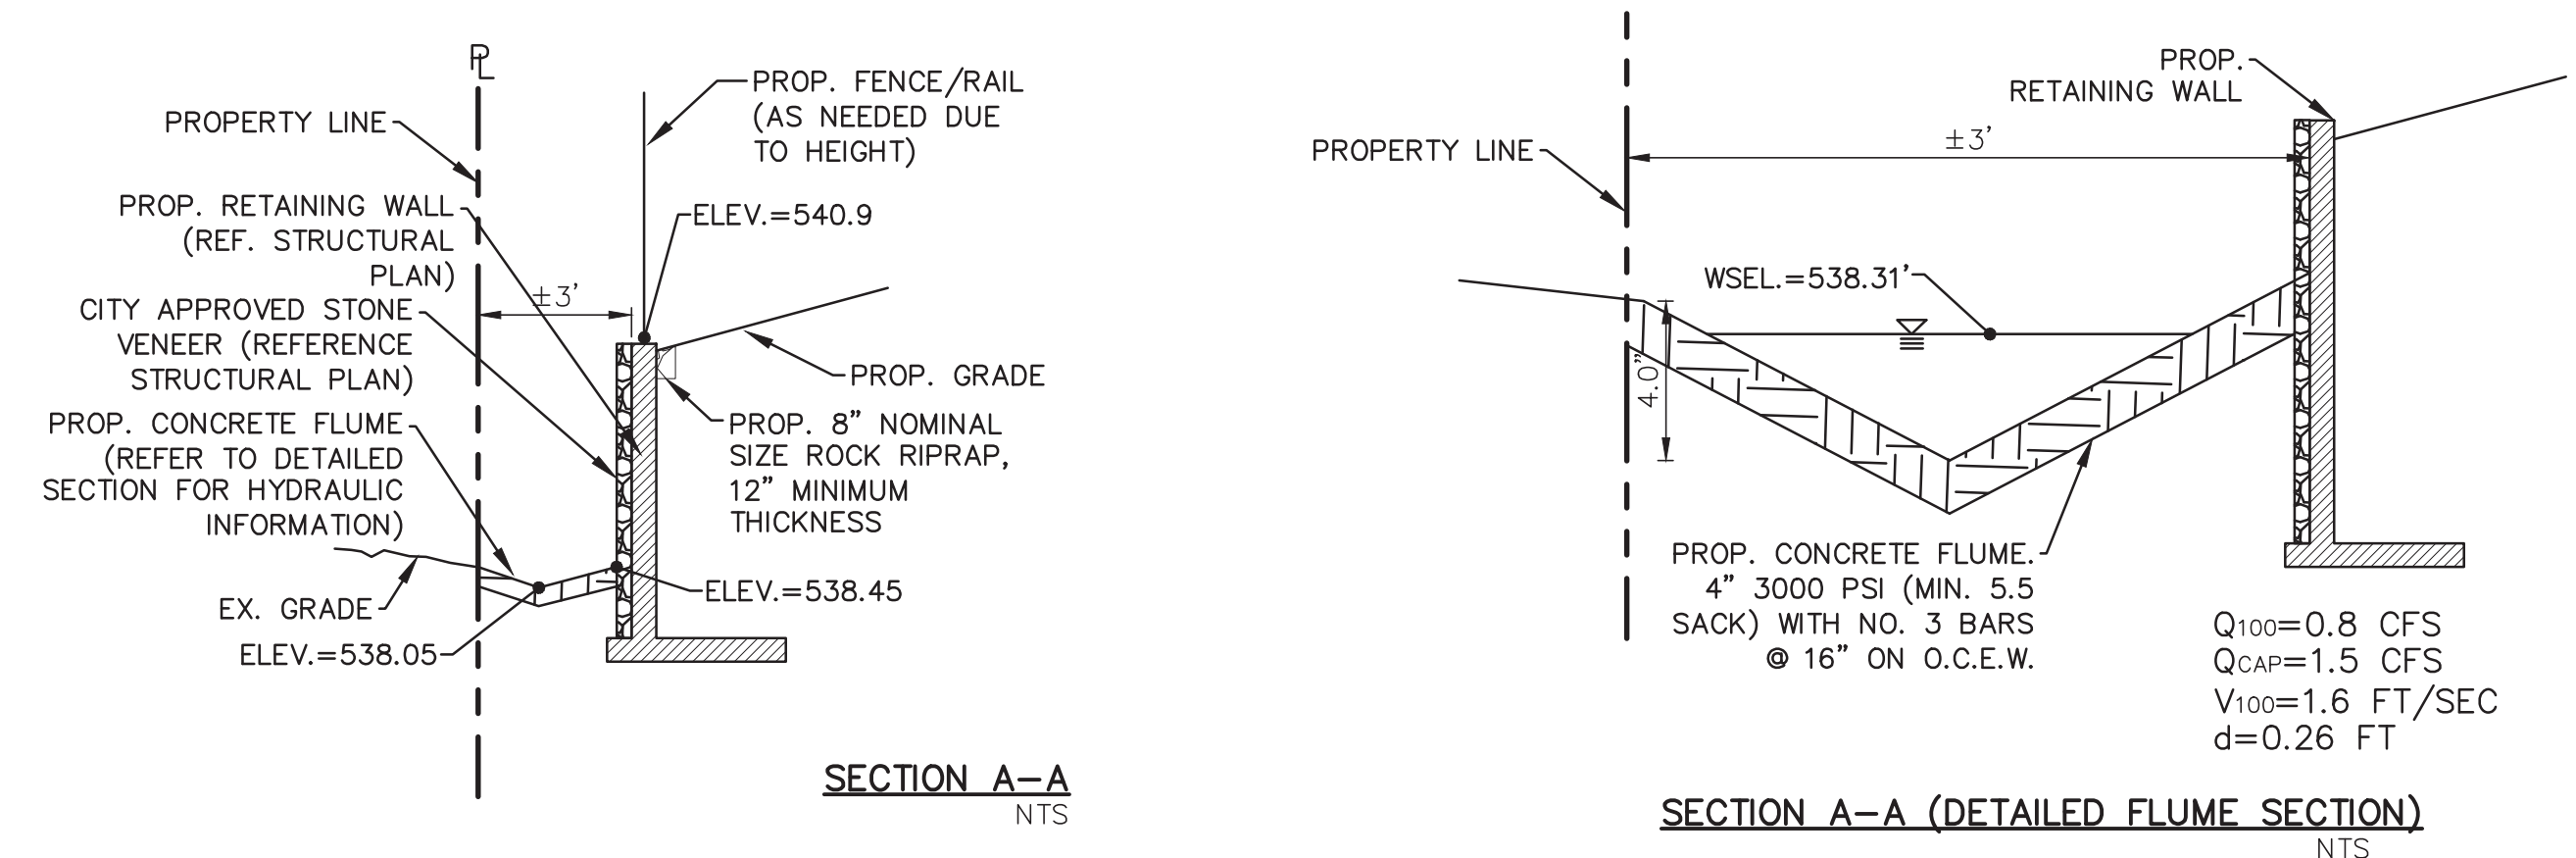 PL
PROPERTY LINE
PROP. FENCE/RAIL
(AS NEEDED DUE
TO HEIGHT)
PROP. RETAINING WALL
(REF. STRUCTURAL
PLAN)
ELEV.=540.9
±3'
CITY APPROVED STONE
VENEER (REFERENCE
STRUCTURAL PLAN)
PROP. GRADE
PROP. CONCRETE FLUME
(REFER TO DETAILED
SECTION FOR HYDRAULIC
INFORMATION)
PROP. 8” NOMINAL
SIZE ROCK RIPRAP,
12” MINIMUM
THICKNESS
EX. GRADE
ELEV.=538.45
ELEV.=538.05
SECTION A–A
NTS
PROP.
RETAINING WALL
PROPERTY LINE
±3'
WSEL.=538.31'
4.0”
PROP. CONCRETE FLUME.
4” 3000 PSI (MIN. 5.5
SACK) WITH NO. 3 BARS
@ 16” ON O.C.E.W.
Q100=0.8 CFS
QCAP=1.5 CFS
V100=1.6 FT/SEC
d=0.26 FT
SECTION A–A (DETAILED FLUME SECTION)
NTS